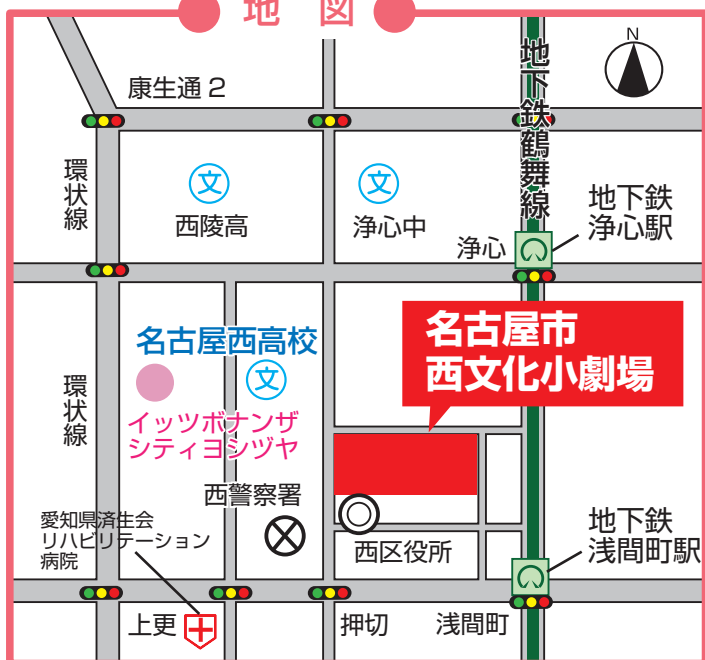 地 図
N
康生通2
地下鉄鶴舞線
環状線
文
西陵高
文
浄心中
浄心
地下鉄
浄心駅
名古屋市
西文化小劇場
名古屋西高校
文
環状線
イッツボナンザ
シティヨシヅヤ
西警察署
愛知県済生会
リハビリテーション
病院
西区役所
地下鉄
浅間町駅
上更
押切
浅間町